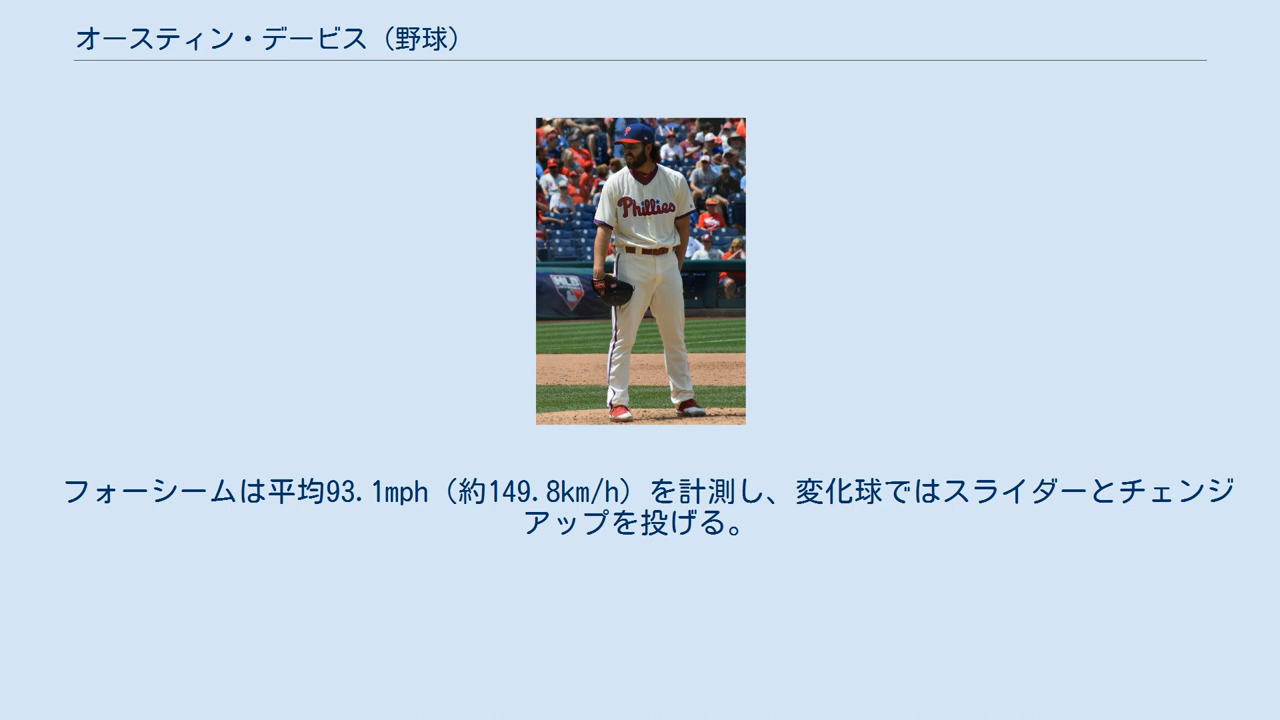 オースティン・デービス（野球）
Phillies
フォーシームは平均93.1mph（約149.8km/h）を計測し、変化球ではスライダーとチェンジ
アップを投げる。